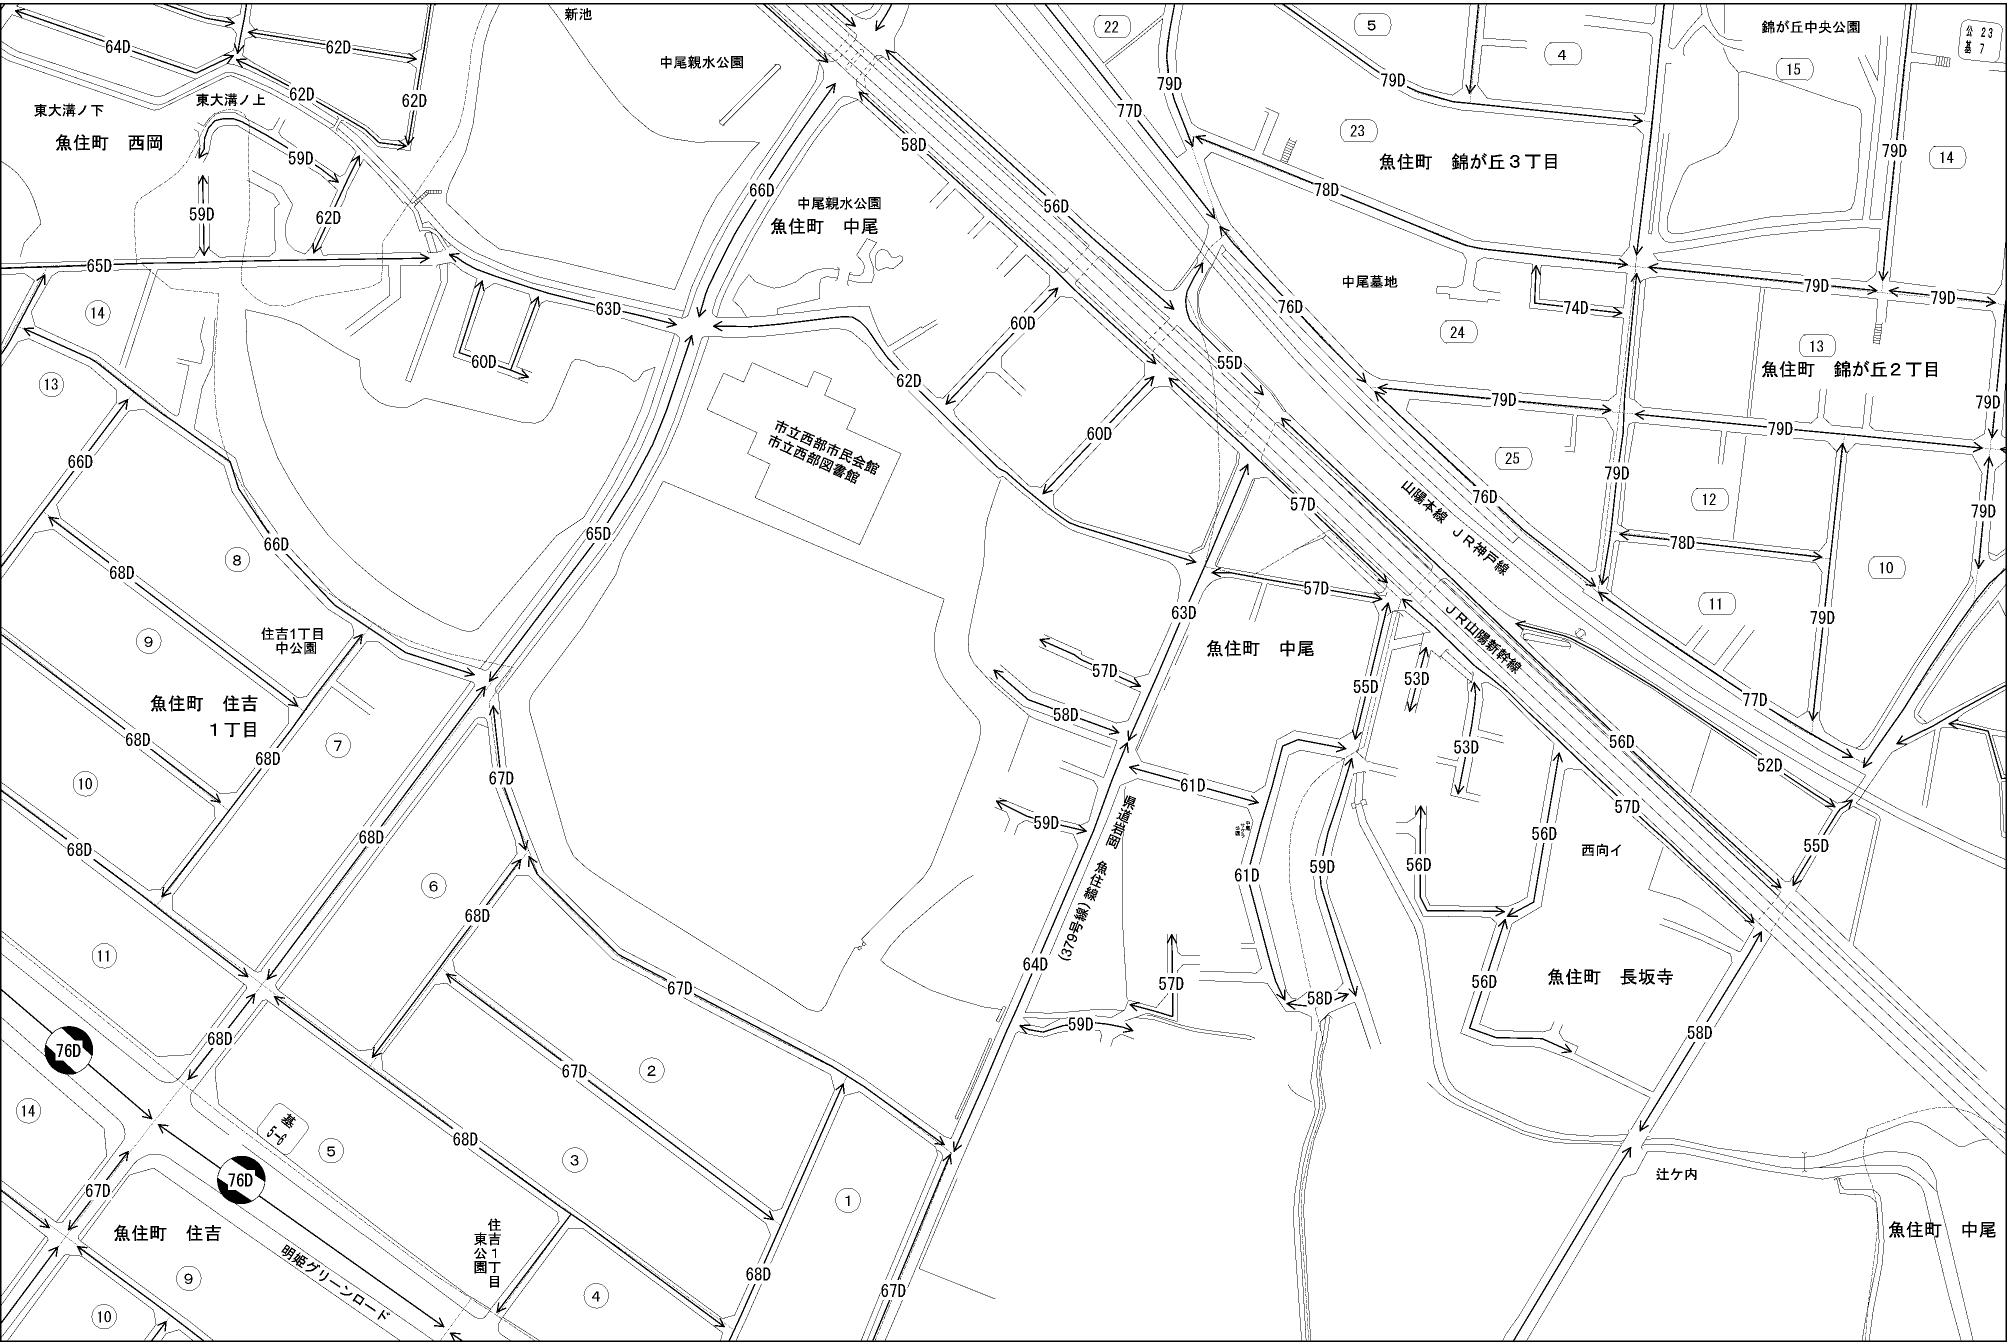 新池
22
5
4
錦が丘中央公園
公 23
基 7
64D
62D
中尾親水公園
15
79D
79D
62D
62D
東大溝ノ上
東大溝ノ下
77D
58D
23
79D
14
魚住町 西岡
59D
魚住町 錦が丘3丁目
66D
78D
中尾親水公園
56D
59D
62D
魚住町 中尾
65D
中尾墓地
79D
79D
63D
76D
74D
14
60D
24
13
60D
55D
魚住町 錦が丘2丁目
13
62D
79D
79D
79D
市立西部市民会館
市立西部図書館
60D
66D
25
79D
山陽本線 JR神戸線
76D
12
57D
79D
65D
66D
78D
8
10
68D
57D
11
63D
79D
JR山陽新幹線
9
住吉1丁目
中公園
魚住町 中尾
57D
53D
55D
77D
魚住町 住吉
1丁目
58D
68D
7
56D
53D
68D
52D
67D
10
61D
県道岩岡 魚住線
(379号線)
57D
59D
56D
68D
55D
68D
西向イ
56D
59D
61D
6
68D
11
64D
魚住町 長坂寺
56D
57D
67D
58D
59D
58D
68D
76D
2
67D
14
基
5-6
68D
5
3
辻ケ内
76D
67D
1
魚住町 住吉
魚住町 中尾
住吉1丁目
東公園
明姫グリーンロード
68D
9
67D
4
10